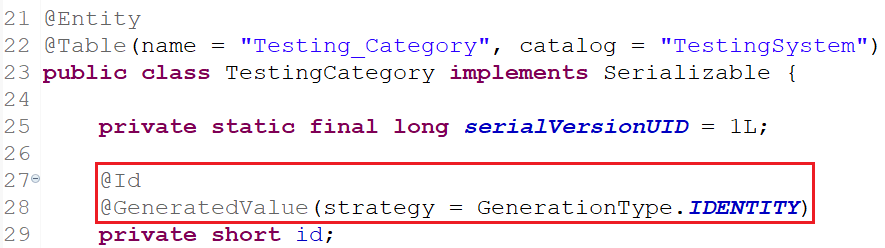 21 @Entity
22 @Table(name = "Testing_Category", catalog = "TestingSystem")
23 public class TestingCategory implements Serializable {
24
25     private static final long serialVersionUID = 1L;
26
27     @Id
28     @GeneratedValue(strategy = GenerationType.IDENTITY)
29     private short id;